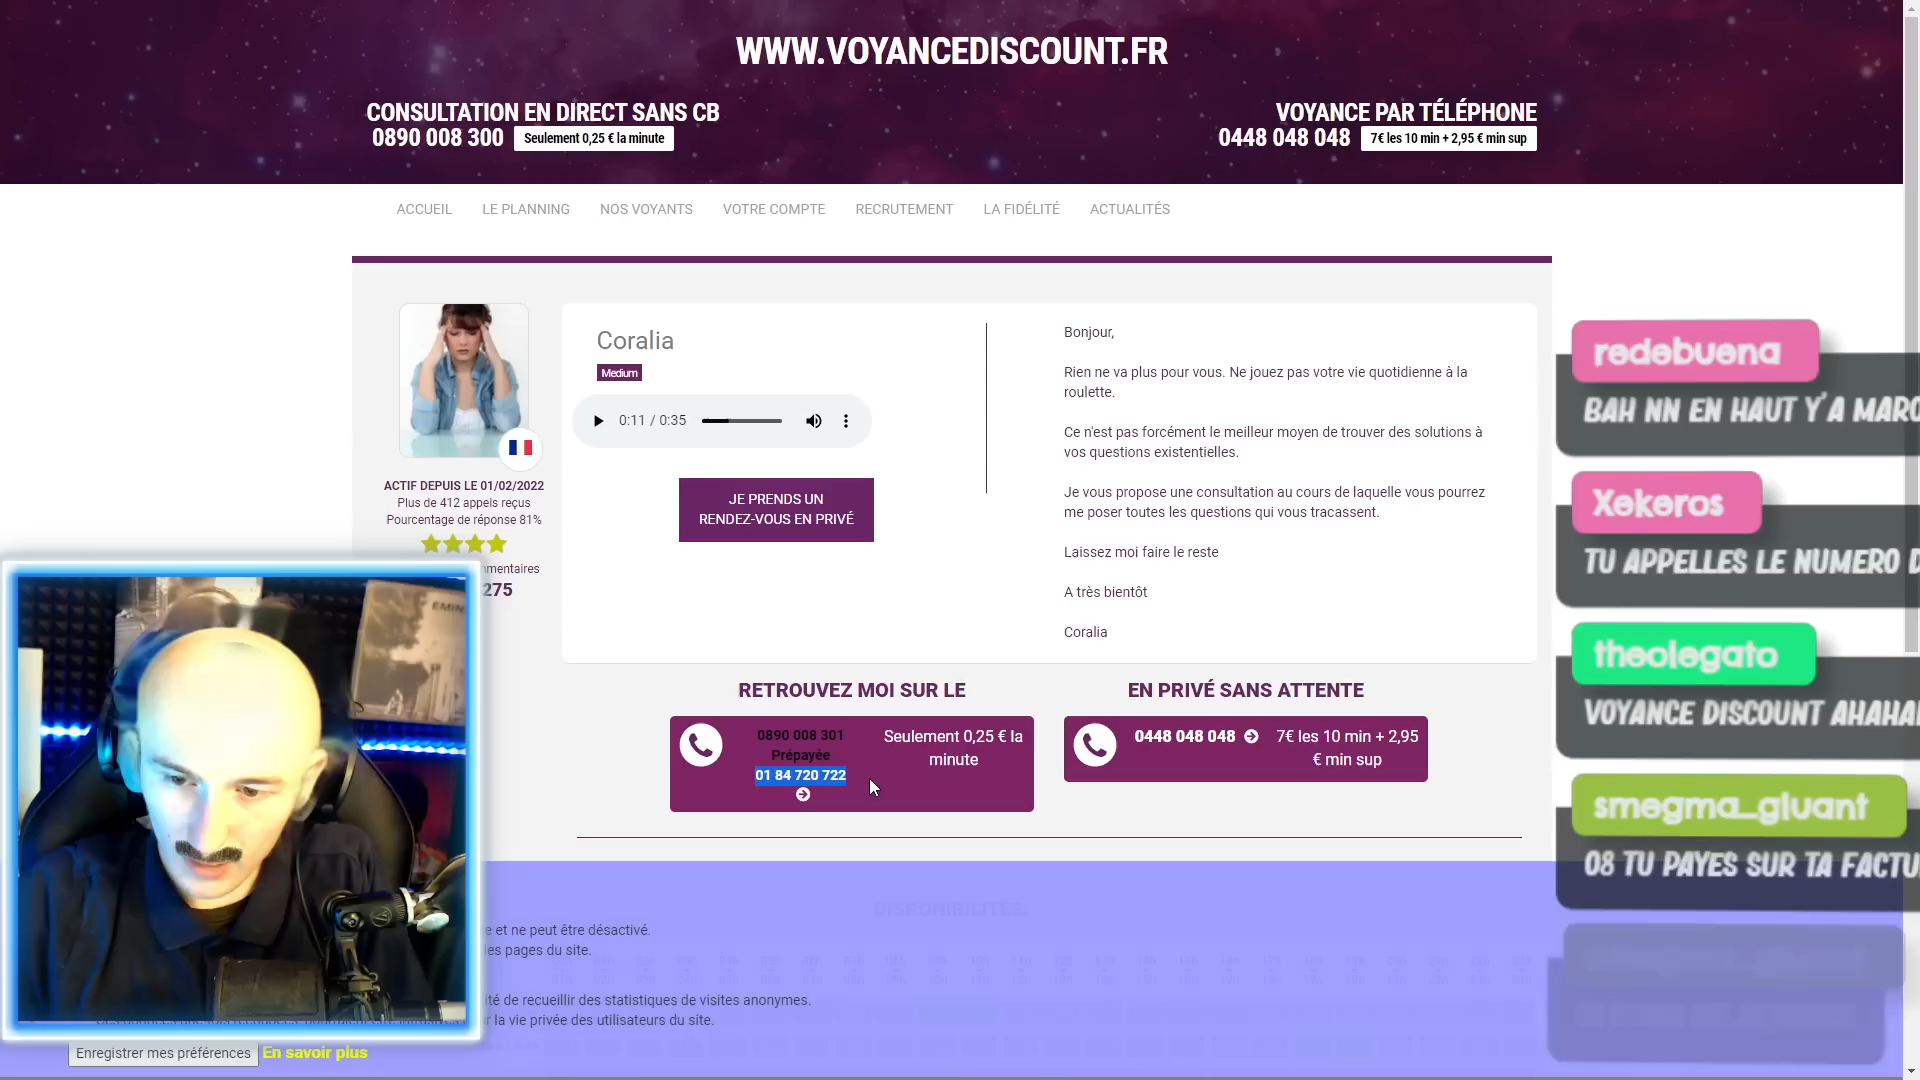 WWW.VOYANCEDISCOUNT.FR
CONSULTATION EN DIRECT SANS CB
0890 008 300 Seulement 0,25 € la minute
VOYANCE PAR TÉLÉPHONE
0448 048 048 7€ les 10 min + 2,95 € min sup
ACCUEIL LE PLANNING NOS VOYANTS VOTRE COMPTE RECRUTEMENT LA FIDÉLITÉ ACTUALITÉS
ACTIF DEPUIS LE 01/02/2022
Plus de 412 appels reçus
Pourcentage de réponse 81%
275
Coralia
Medium
0:11 / 0:35
JE PRENDS UN
RENDEZ-VOUS EN PRIVÉ
Bonjour,
Rien ne va plus pour vous. Ne jouez pas votre vie quotidienne à la
roulette.
Ce n'est pas forcément le meilleur moyen de trouver des solutions à
vos questions existentielles.
Je vous propose une consultation au cours de laquelle vous pourrez
me poser toutes les questions qui vous tracassent.
Laissez moi faire le reste
A très bientôt
Coralia
RETROUVEZ MOI SUR LE
0890 008 301
Prépayée
01 84 720 722
Seulement 0,25 € la
minute
EN PRIVÉ SANS ATTENTE
0448 048 048
7€ les 10 min + 2,95
€ min sup
DISPONIBILITES
e et ne peut être désactivé.
les pages du site.
ité de recueillir des statistiques de visites anonymes.
la vie privée des utilisateurs du site.
Enregistrer mes préférences En savoir plus
EMIN
redebuena
BAH NN EN HAUT Y'A MARQ
Xekeros
TU APPELLES LE NUMERO D
theolegato
VOYANCE DISCOUNT AHAHA
smegma_gluant
08 TU PAYES SUR TA FACTU